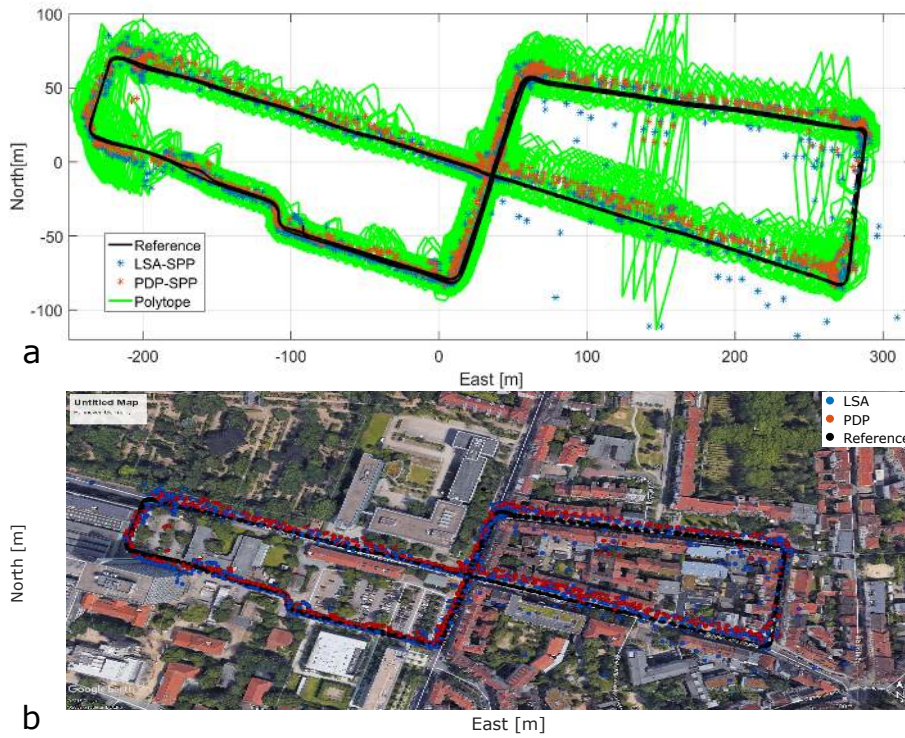 100
50
0
-50
-100
North[m]
Reference
LSA-SPP
PDP-SPP
Polytope
-200
-100
0
100
200
300
East [m]
a
Untitled Map
LSA
PDP
Reference
North [m]
Google Earth
N
b
East [m]